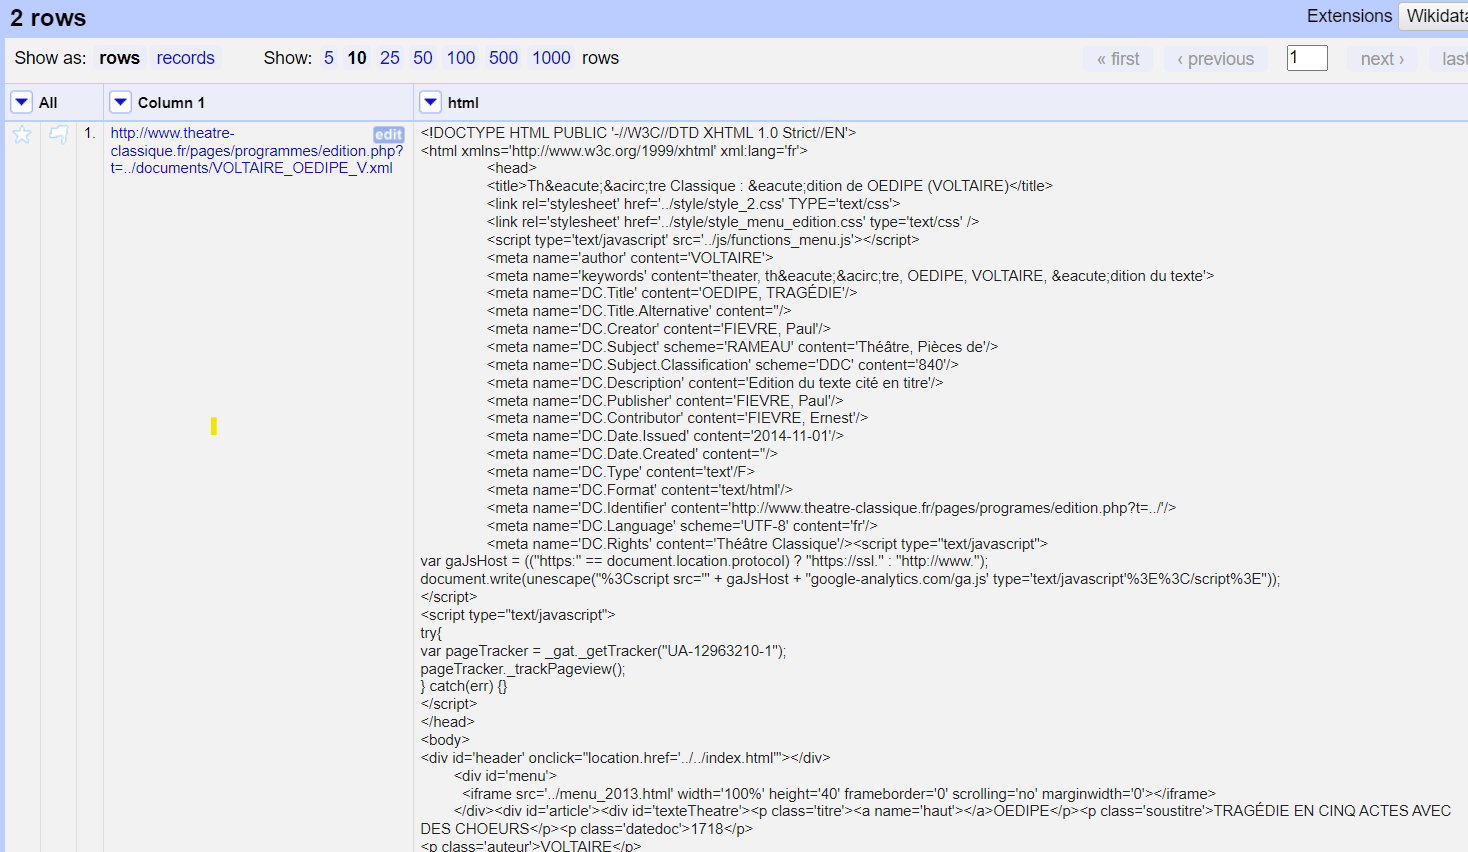 2 rows
Extensions Wikidata
Show as: rows records Show: 5 10 25 50 100 500 1000 rows « first ‹ previous 1 next › last
All Column 1 html
1. http://www.theatre- edit
classique.fr/pages/programmes/edition.php?
t=../documents/VOLTAIRE_OEDIPE_V.xml
<!DOCTYPE HTML PUBLIC '-//W3C//DTD XHTML 1.0 Strict//EN'>
<html xmlns='http://www.w3c.org/1999/xhtml' xml:lang='fr'>
<head>
<title>Th&eacute;&acirc;tre Classique : &eacute;dition de OEDIPE (VOLTAIRE)</title>
<link rel='stylesheet' href='../style/style_2.css' TYPE='text/css'>
<link rel='stylesheet' href='../style/style_menu_edition.css' type='text/css' />
<script type='text/javascript' src='../js/functions_menu.js'></script>
<meta name='author' content='VOLTAIRE'>
<meta name='keywords' content='theater, th&eacute;&acirc;tre, OEDIPE, VOLTAIRE, &eacute;dition du texte'>
<meta name='DC.Title' content='OEDIPE, TRAGÉDIE'/>
<meta name='DC.Title.Alternative' content=''/>
<meta name='DC.Creator' content='FIEVRE, Paul'/>
<meta name='DC.Subject' scheme='RAMEAU' content='Théâtre, Pièces de'/>
<meta name='DC.Subject.Classification' scheme='DDC' content='840'/>
<meta name='DC.Description' content='Edition du texte cité en titre'/>
<meta name='DC.Publisher' content='FIEVRE, Paul'/>
<meta name='DC.Contributor' content='FIEVRE, Ernest'/>
<meta name='DC.Date.Issued' content='2014-11-01'/>
<meta name='DC.Date.Created' content=''/>
<meta name='DC.Type' content='text'/F>
<meta name='DC.Format' content='text/html'/>
<meta name='DC.Identifier' content='http://www.theatre-classique.fr/pages/programes/edition.php?t=../'/>
<meta name='DC.Language' scheme='UTF-8' content='fr'/>
<meta name='DC.Rights' content='Théâtre Classique'/><script type="text/javascript">
var gaJsHost = (("https:" == document.location.protocol) ? "https://ssl." : "http://www.");
document.write(unescape("%3Cscript src='" + gaJsHost + "google-analytics.com/ga.js' type='text/javascript'%3E%3C/script%3E"));
</script>
<script type="text/javascript">
try{
var pageTracker = _gat._getTracker("UA-12963210-1");
pageTracker._trackPageview();
} catch(err) {}
</script>
</head>
<body>
<div id='header' onclick="location.href='../../index.html'"></div>
<div id='menu'>
<iframe src='../menu_2013.html' width='100%' height='40' frameborder='0' scrolling='no' marginwidth='0'></iframe>
</div><div id='article'><div id='texteTheatre'><p class='titre'><a name='haut'></a>OEDIPE</p><p class='soustitre'>TRAGÉDIE EN CINQ ACTES AVEC
DES CHOEURS</p><p class='datedoc'>1718</p>
<p class='auteur'>VOLTAIRE</p>